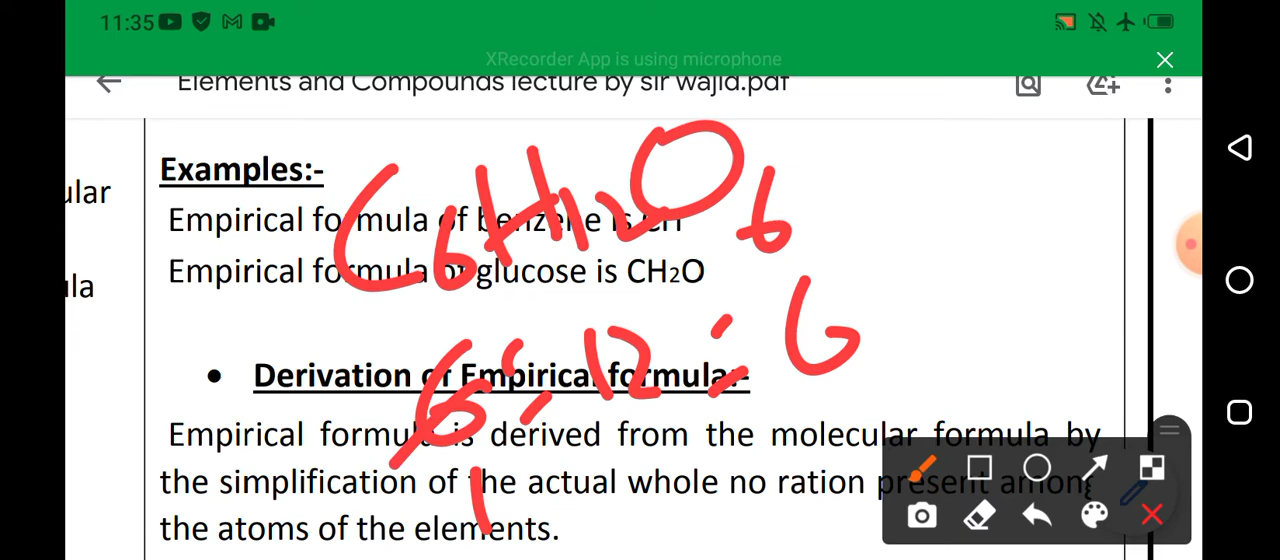 11:35
XRecorder App is using microphone
Elements and Compounds lecture by sir wajid.pdf
ular
ula
Examples:-
C6H12O6
Empirical formula of benzene is CH
Empirical formula of glucose is CH2O
6:12:6
1
• Derivation of Empirical formula:-
Empirical formula is derived from the molecular formula by
the simplification of the actual whole no ration present among
the atoms of the elements.